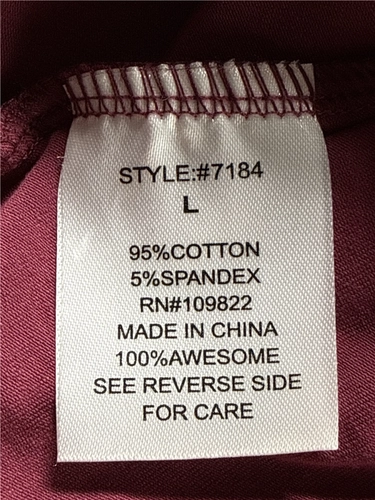 STYLE:#7184
L
95%COTTON
5%SPANDEX
RN#109822
MADE IN CHINA
100%AWESOME
SEE REVERSE SIDE
FOR CARE